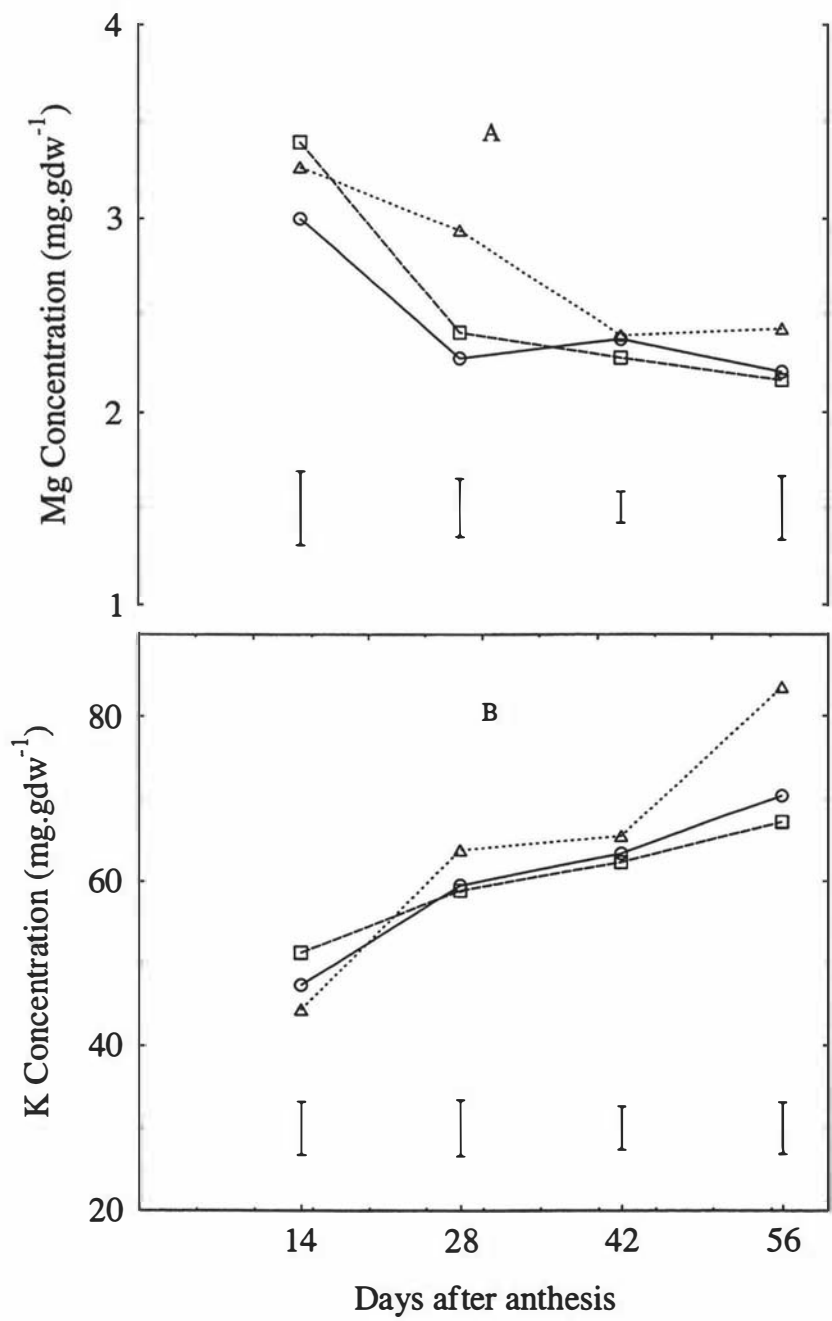 4
A
3
2
1
Mg Concentration (mg.gdw⁻¹)
B
80
60
40
20
K Concentration (mg.gdw⁻¹)
14 28 42 56
Days after anthesis